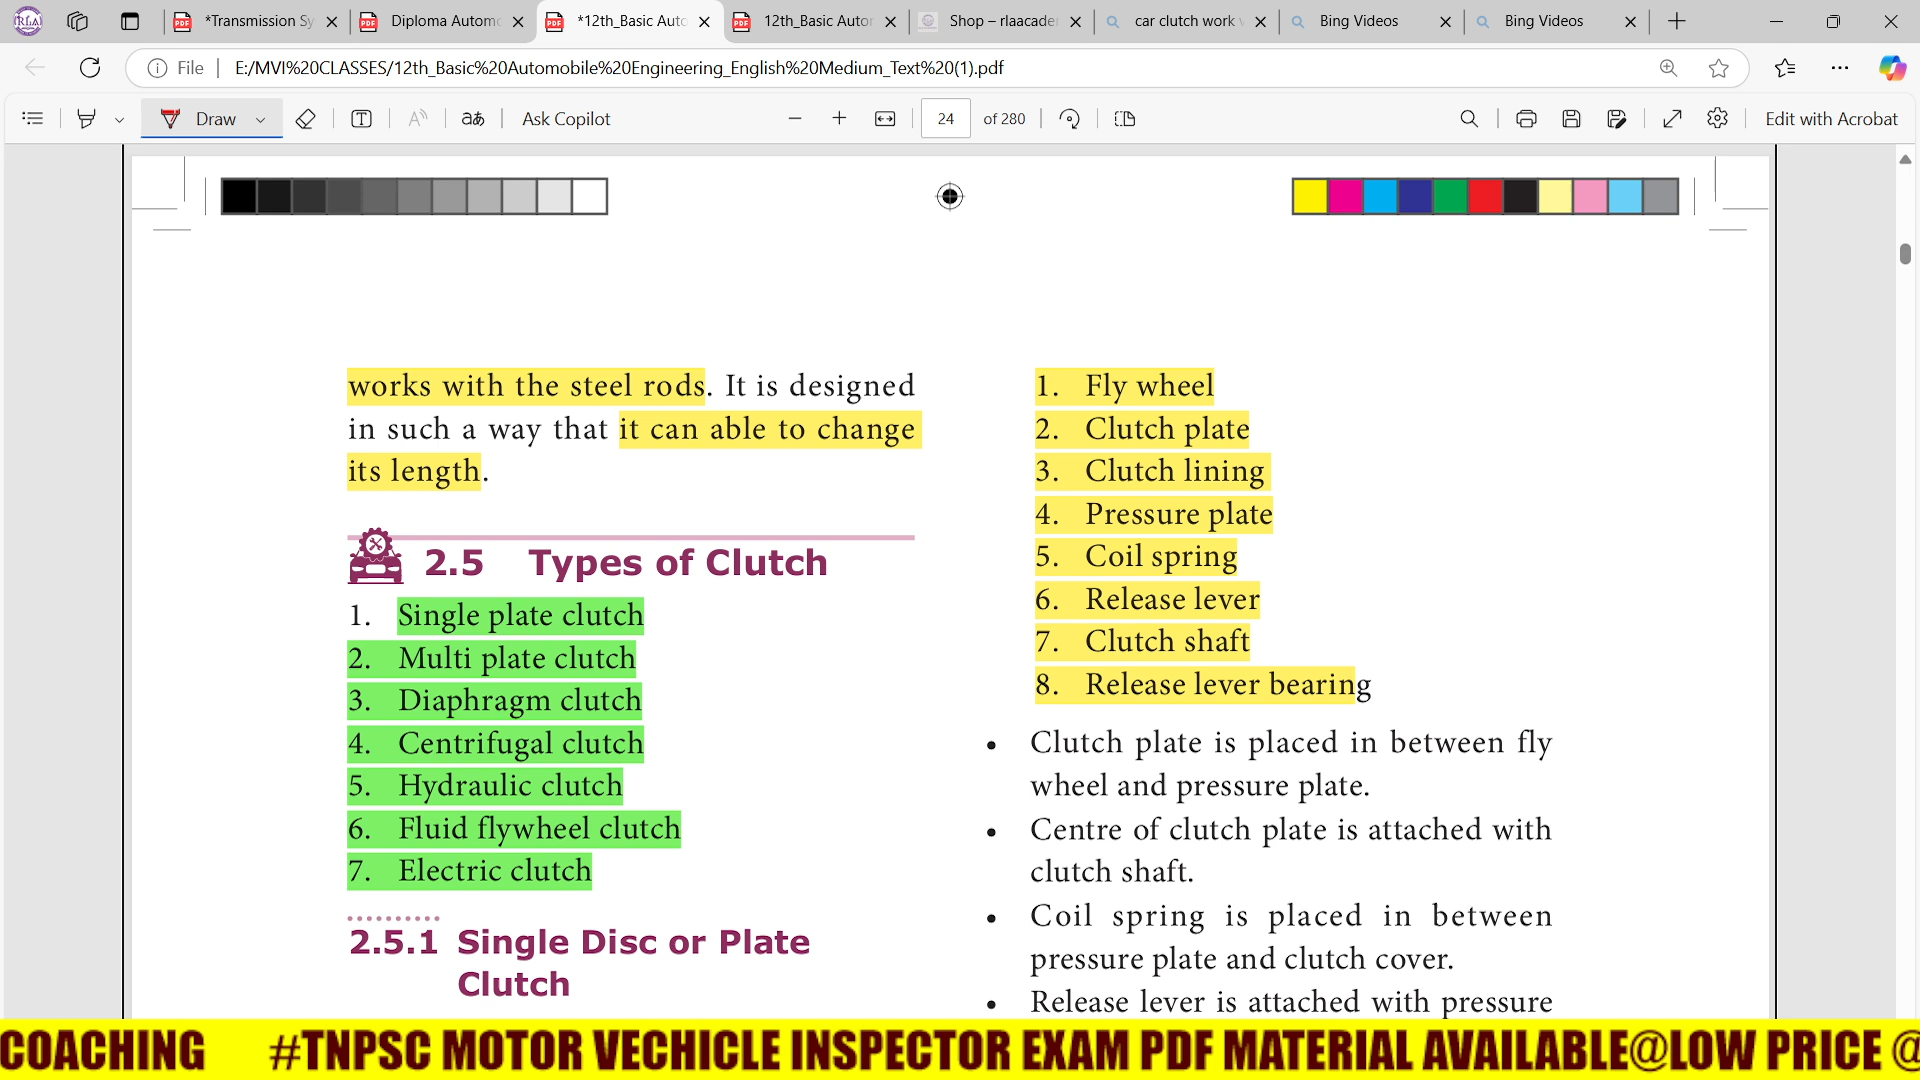 *Transmission Sy
Diploma Automo
*12th_Basic Auto
12th_Basic Autor
Shop – rlaacader
car clutch work v
Bing Videos
Bing Videos
File
E:/MVI%20CLASSES/12th_Basic%20Automobile%20Engineering_English%20Medium_Text%20(1).pdf
Draw
Ask Copilot
24 of 280
Edit with Acrobat
works with the steel rods. It is designed
in such a way that it can able to change
its length.
2.5 Types of Clutch
1. Single plate clutch
2. Multi plate clutch
3. Diaphragm clutch
4. Centrifugal clutch
5. Hydraulic clutch
6. Fluid flywheel clutch
7. Electric clutch
2.5.1 Single Disc or Plate
Clutch
1. Fly wheel
2. Clutch plate
3. Clutch lining
4. Pressure plate
5. Coil spring
6. Release lever
7. Clutch shaft
8. Release lever bearing
• Clutch plate is placed in between fly
wheel and pressure plate.
• Centre of clutch plate is attached with
clutch shaft.
• Coil spring is placed in between
pressure plate and clutch cover.
• Release lever is attached with pressure
COACHING #TNPSC MOTOR VECHICLE INSPECTOR EXAM PDF MATERIAL AVAILABLE@LOW PRICE @